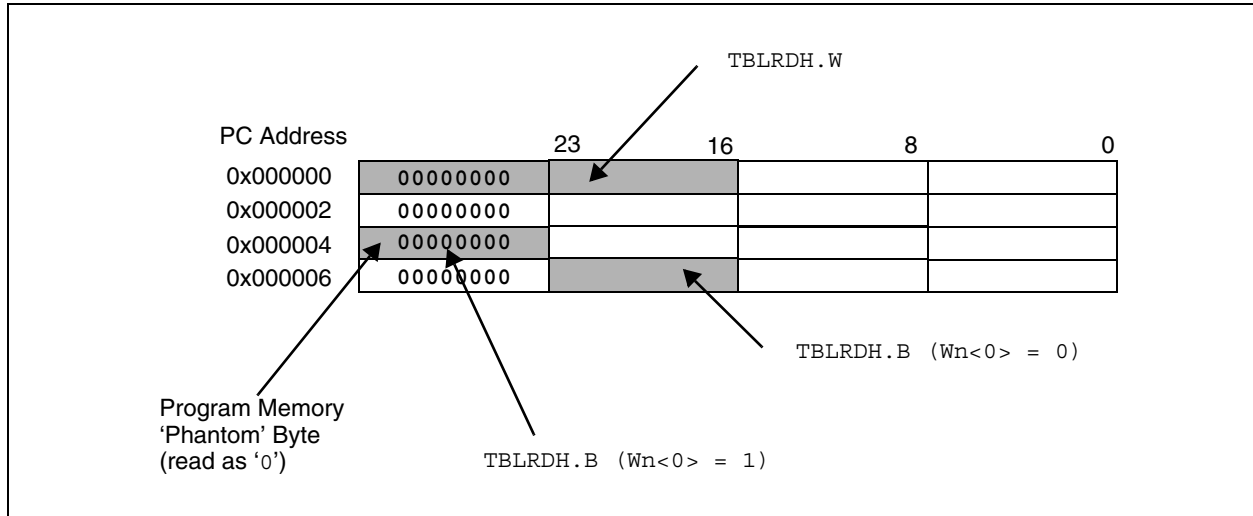 TBLRDH.W
PC Address
23 16 8 0
0x000000 00000000
0x000002 00000000
0x000004 00000000
0x000006 00000000
TBLRDH.B (Wn<0> = 0)
Program Memory
‘Phantom’ Byte
(read as ‘0’)
TBLRDH.B (Wn<0> = 1)